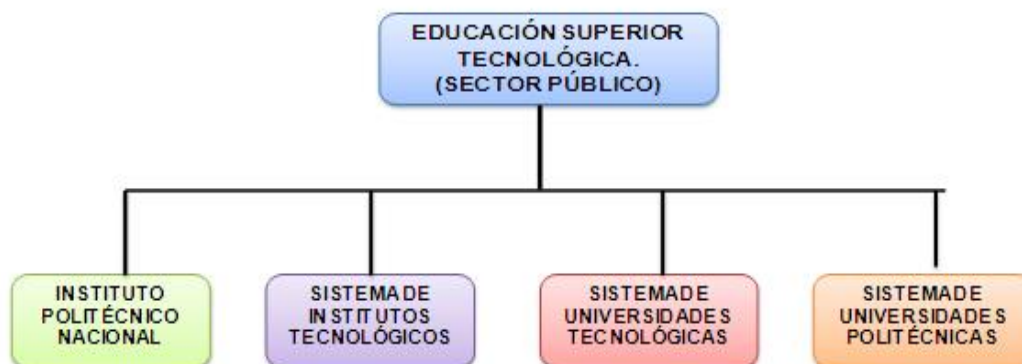 EDUCACIÓN SUPERIOR
TECNOLÓGICA.
(SECTOR PÚBLICO)
INSTITUTO
POLITÉCNICO
NACIONAL
SISTEMA DE
INSTITUTOS
TECNOLÓGICOS
SISTEMA DE
UNIVERSIDADES
TECNOLÓGICAS
SISTEMA DE
UNIVERSIDADES
POLITÉCNICAS